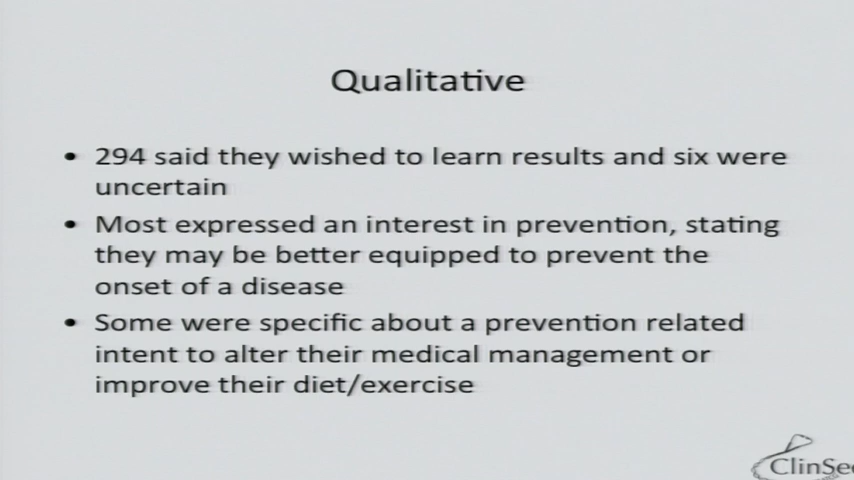 Qualitative
• 294 said they wished to learn results and six were
uncertain
• Most expressed an interest in prevention, stating
they may be better equipped to prevent the
onset of a disease
• Some were specific about a prevention related
intent to alter their medical management or
improve their diet/exercise
ClinSe